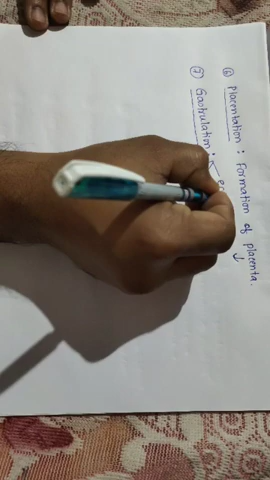 ⑥ Placentation : Formation of placenta.
↓
⑦ Gastrulation :